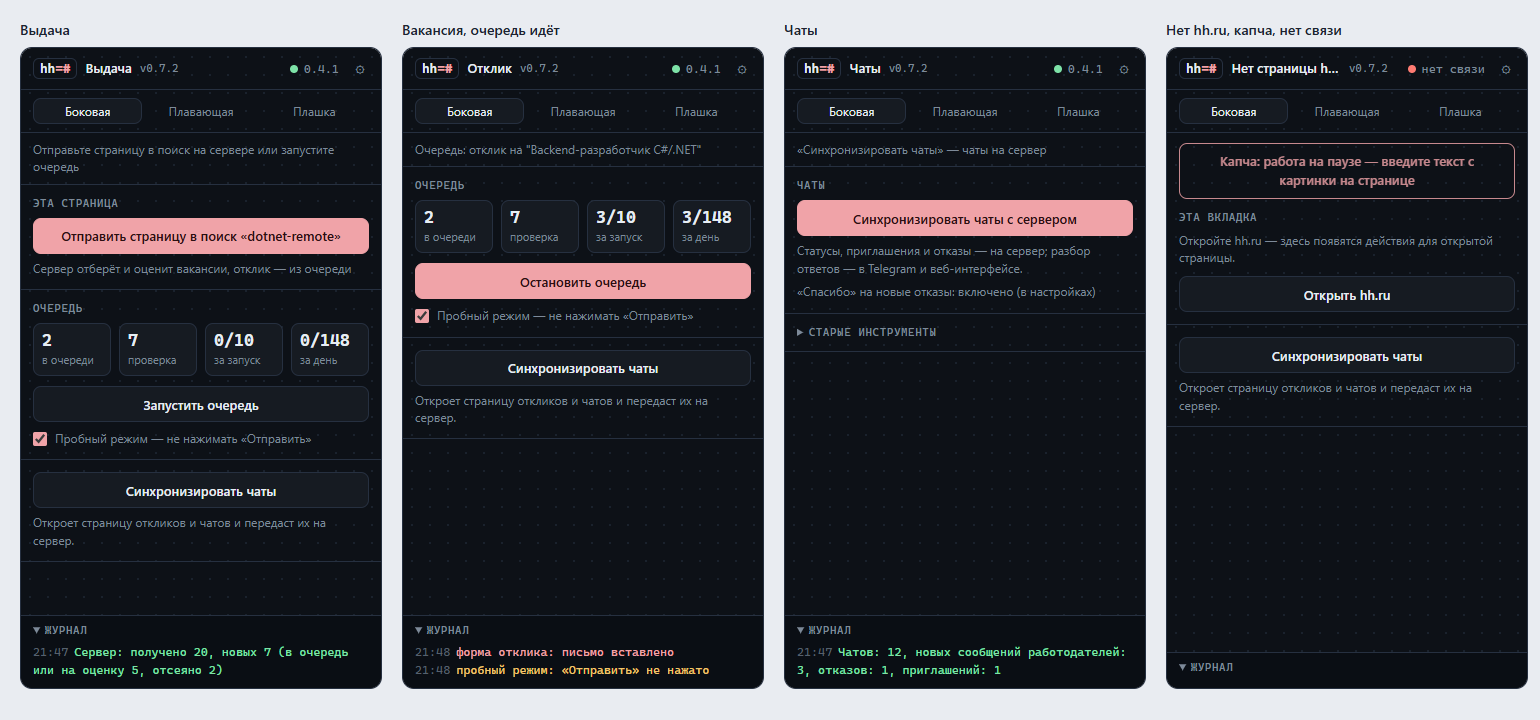 Выдача
hh=# Выдача v0.7.2 0.4.1
Боковая Плавающая Плашка
Отправьте страницу в поиск на сервере или запустите
очередь
ЭТА СТРАНИЦА
Отправить страницу в поиск «dotnet-remote»
Сервер отберёт и оценит вакансии, отклик — из очереди
ОЧЕРЕДЬ
2 7 0/10 0/148
в очереди проверка за запуск за день
Запустить очередь
Пробный режим — не нажимать «Отправить»
Синхронизировать чаты
Откроет страницу откликов и чатов и передаст их на
сервер.
ЖУРНАЛ
21:47 Сервер: получено 20, новых 7 (в очередь
или на оценку 5, отсеяно 2)
Вакансия, очередь идёт
hh=# Отклик v0.7.2 0.4.1
Боковая Плавающая Плашка
Очередь: отклик на "Backend-разработчик C#/.NET"
ОЧЕРЕДЬ
2 7 3/10 3/148
в очереди проверка за запуск за день
Остановить очередь
Пробный режим — не нажимать «Отправить»
Синхронизировать чаты
Откроет страницу откликов и чатов и передаст их на
сервер.
ЖУРНАЛ
21:48 форма отклика: письмо вставлено
21:48 пробный режим: «Отправить» не нажато
Чаты
hh=# Чаты v0.7.2 0.4.1
Боковая Плавающая Плашка
«Синхронизировать чаты» — чаты на сервер
ЧАТЫ
Синхронизировать чаты с сервером
Статусы, приглашения и отказы — на сервер; разбор
ответов — в Telegram и веб-интерфейсе.
«Спасибо» на новые отказы: включено (в настройках)
СТАРЫЕ ИНСТРУМЕНТЫ
ЖУРНАЛ
21:47 Чатов: 12, новых сообщений работодателей:
3, отказов: 1, приглашений: 1
Нет hh.ru, капча, нет связи
hh=# Нет страницы h... v0.7.2 нет связи
Боковая Плавающая Плашка
Капча: работа на паузе — введите текст с
картинки на странице
ЭТА ВКЛАДКА
Откройте hh.ru — здесь появятся действия для открытой
страницы.
Открыть hh.ru
Синхронизировать чаты
Откроет страницу откликов и чатов и передаст их на
сервер.
ЖУРНАЛ